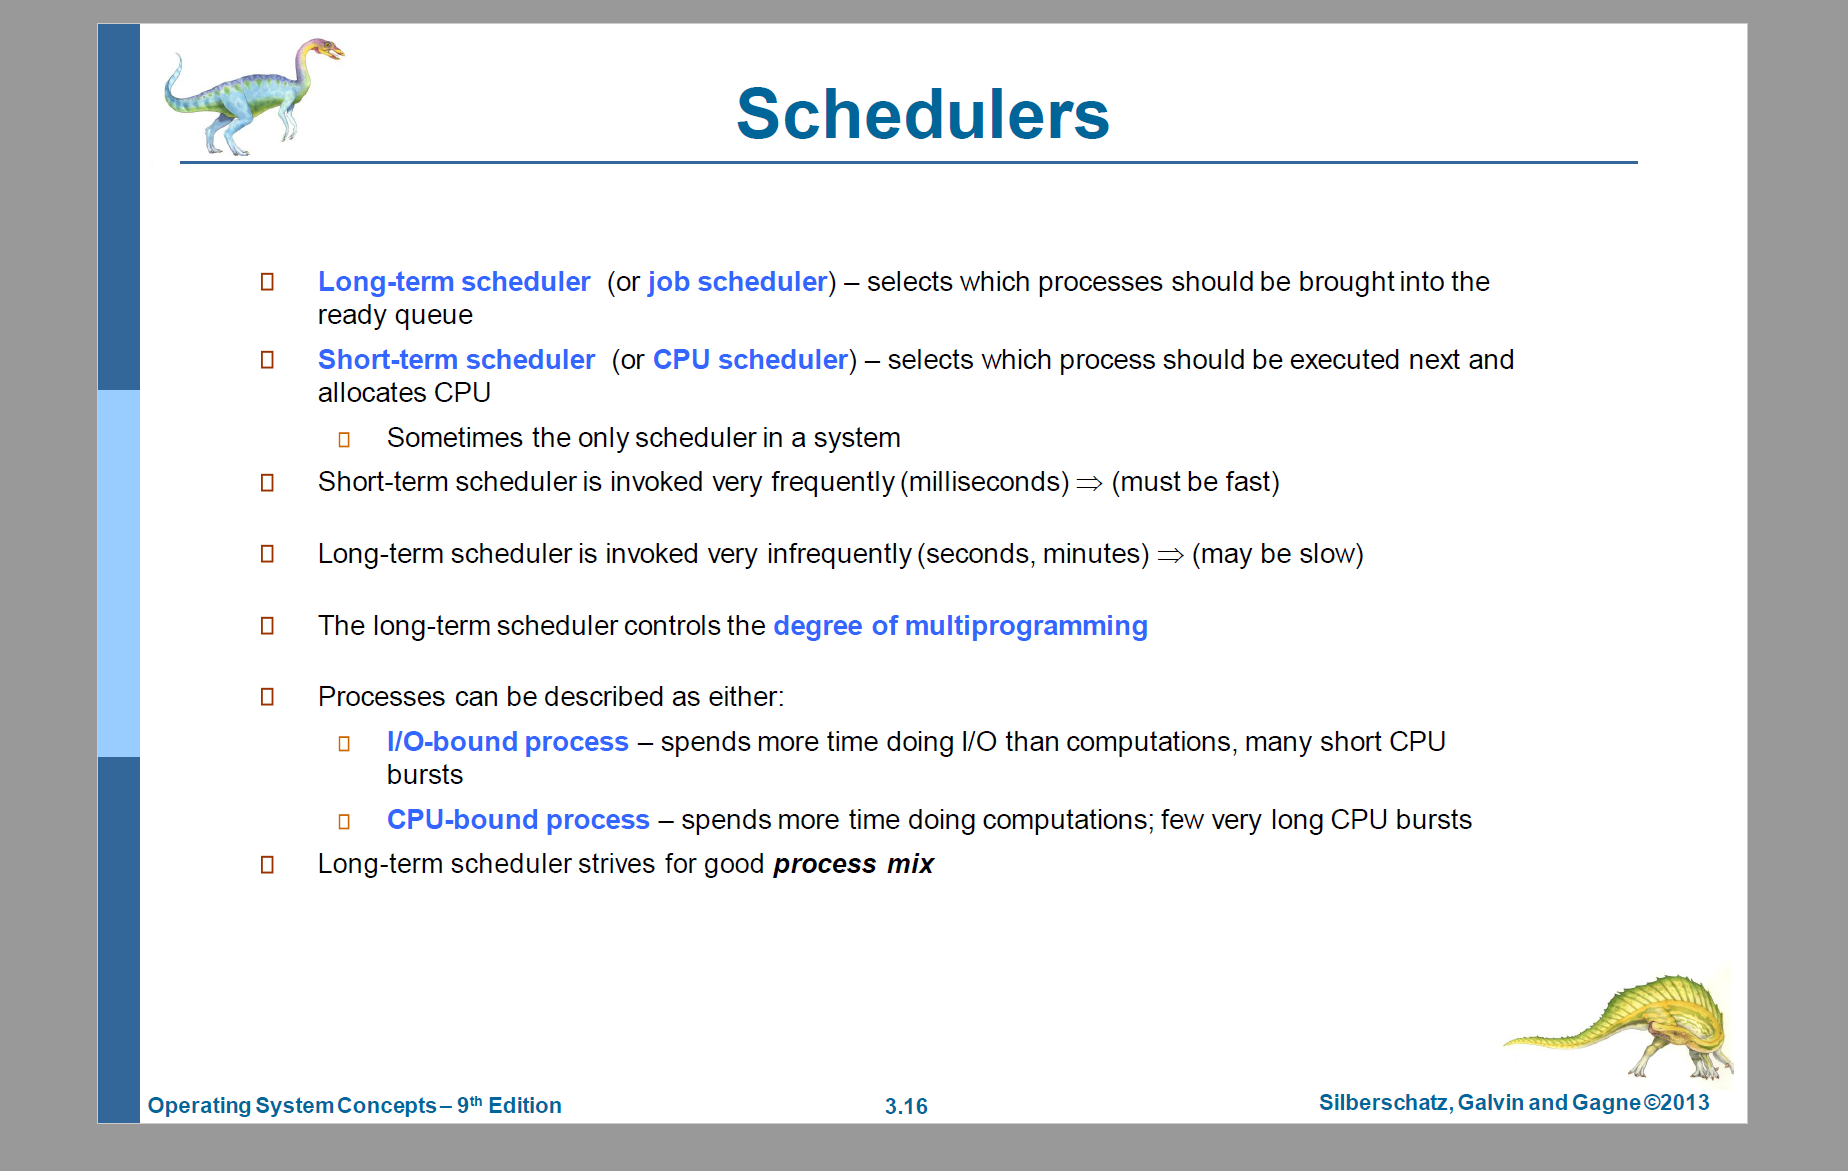 Schedulers
Long-term scheduler (or job scheduler) – selects which processes should be brought into the
ready queue
Short-term scheduler (or CPU scheduler) – selects which process should be executed next and
allocates CPU
Sometimes the only scheduler in a system
Short-term scheduler is invoked very frequently (milliseconds) ⇒ (must be fast)
Long-term scheduler is invoked very infrequently (seconds, minutes) ⇒ (may be slow)
The long-term scheduler controls the degree of multiprogramming
Processes can be described as either:
I/O-bound process – spends more time doing I/O than computations, many short CPU
bursts
CPU-bound process – spends more time doing computations; few very long CPU bursts
Long-term scheduler strives for good process mix
Operating System Concepts – 9th Edition
3.16
Silberschatz, Galvin and Gagne ©2013